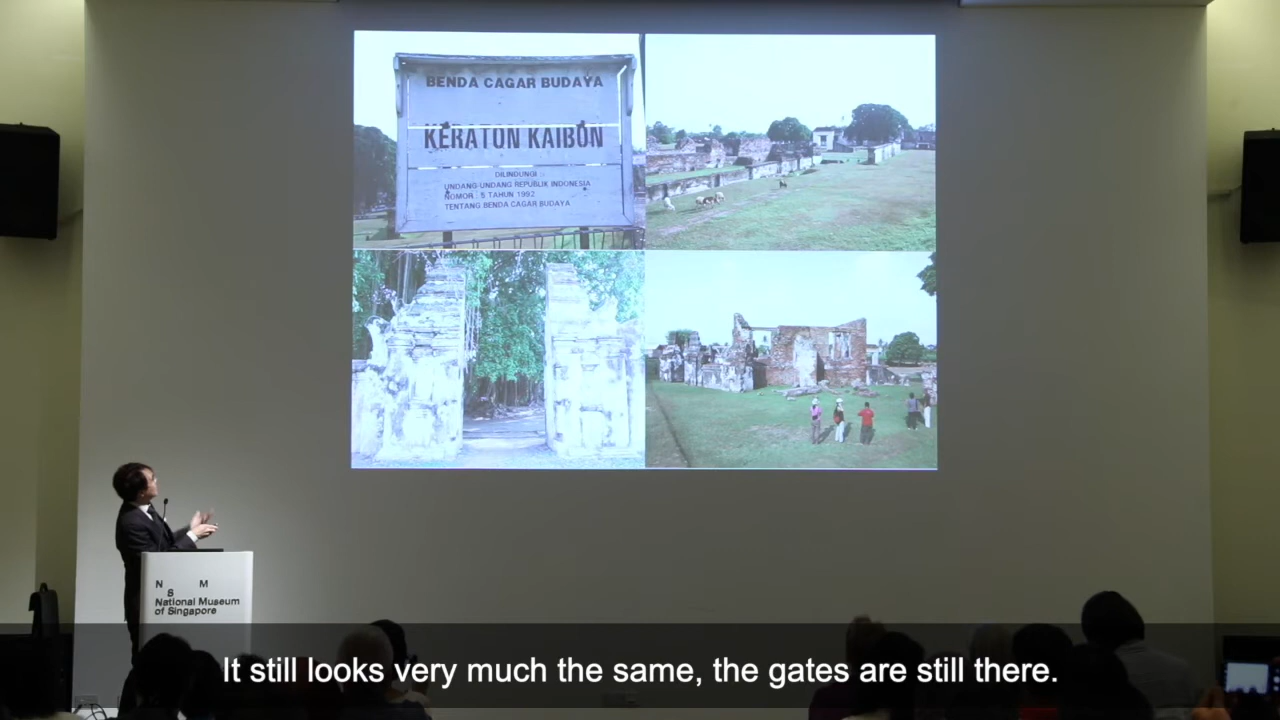 BENDA CAGAR BUDAYA
KERATON KAIBON
DILINDUNGI :
UNDANG-UNDANG REPUBLIK INDONESIA
NOMOR : 5 TAHUN 1992
TENTANG BENDA CAGAR BUDAYA
N M
S
National Museum
of Singapore
It still looks very much the same, the gates are still there.